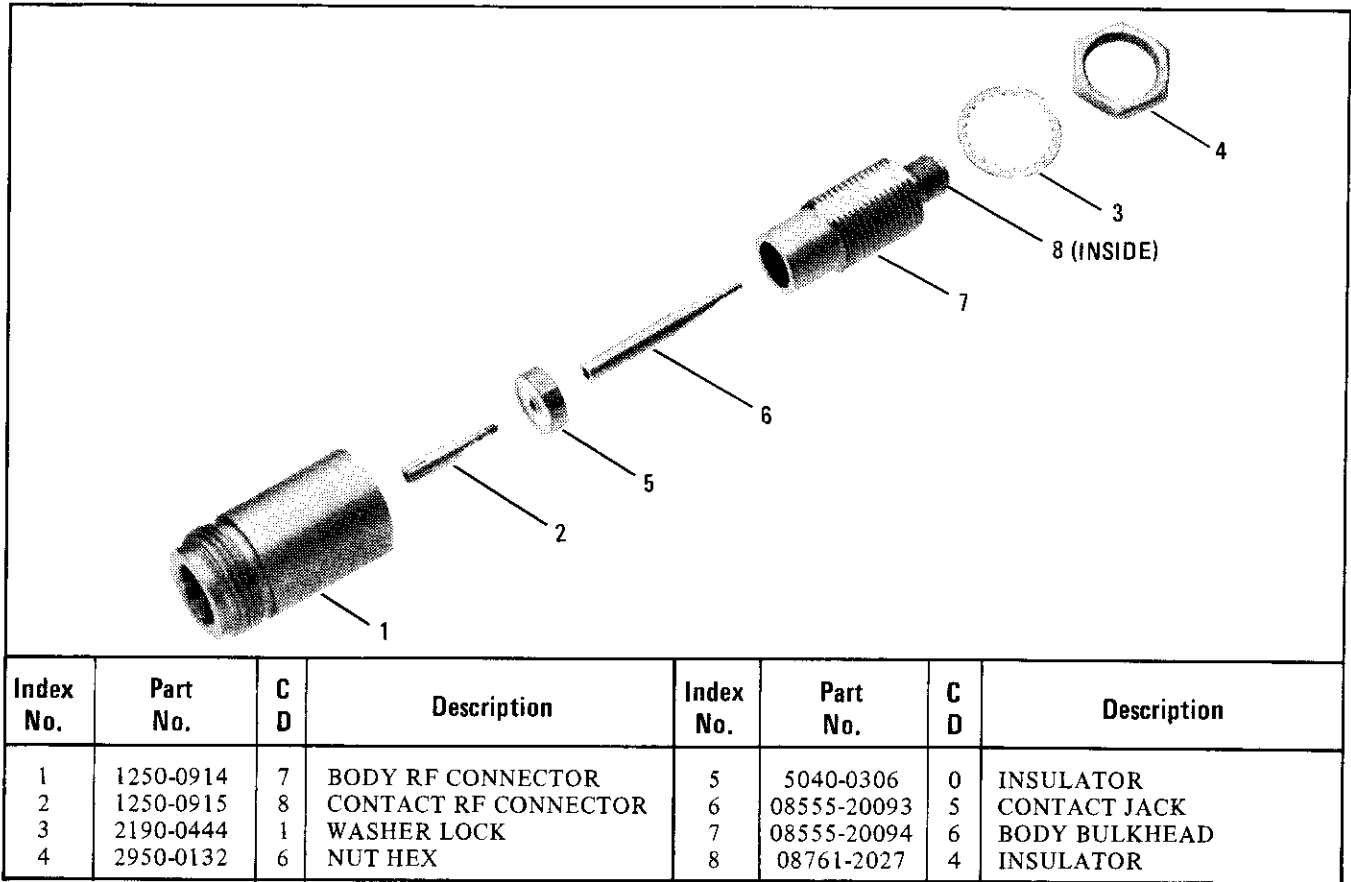 4
3
8 (INSIDE)
7
6
5
2
1
Index No. Part No. C D Description Index No. Part No. C D Description
1 1250-0914 7 BODY RF CONNECTOR 5 5040-0306 0 INSULATOR
2 1250-0915 8 CONTACT RF CONNECTOR 6 08555-20093 5 CONTACT JACK
3 2190-0444 1 WASHER LOCK 7 08555-20094 6 BODY BULKHEAD
4 2950-0132 6 NUT HEX 8 08761-2027 4 INSULATOR